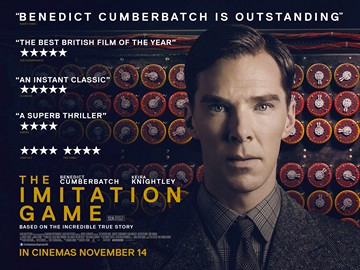 "BENEDICT CUMBERBATCH IS OUTSTANDING"
"THE BEST BRITISH FILM OF THE YEAR"
★★★★★
"AN INSTANT CLASSIC"
★★★★★
"A SUPERB THRILLER"
★★★★
★★★★ ★★★★
BENEDICT CUMBERBATCH
KEIRA KNIGHTLEY
THE
IMITATION
GAME
BASED ON THE INCREDIBLE TRUE STORY
IN CINEMAS NOVEMBER 14